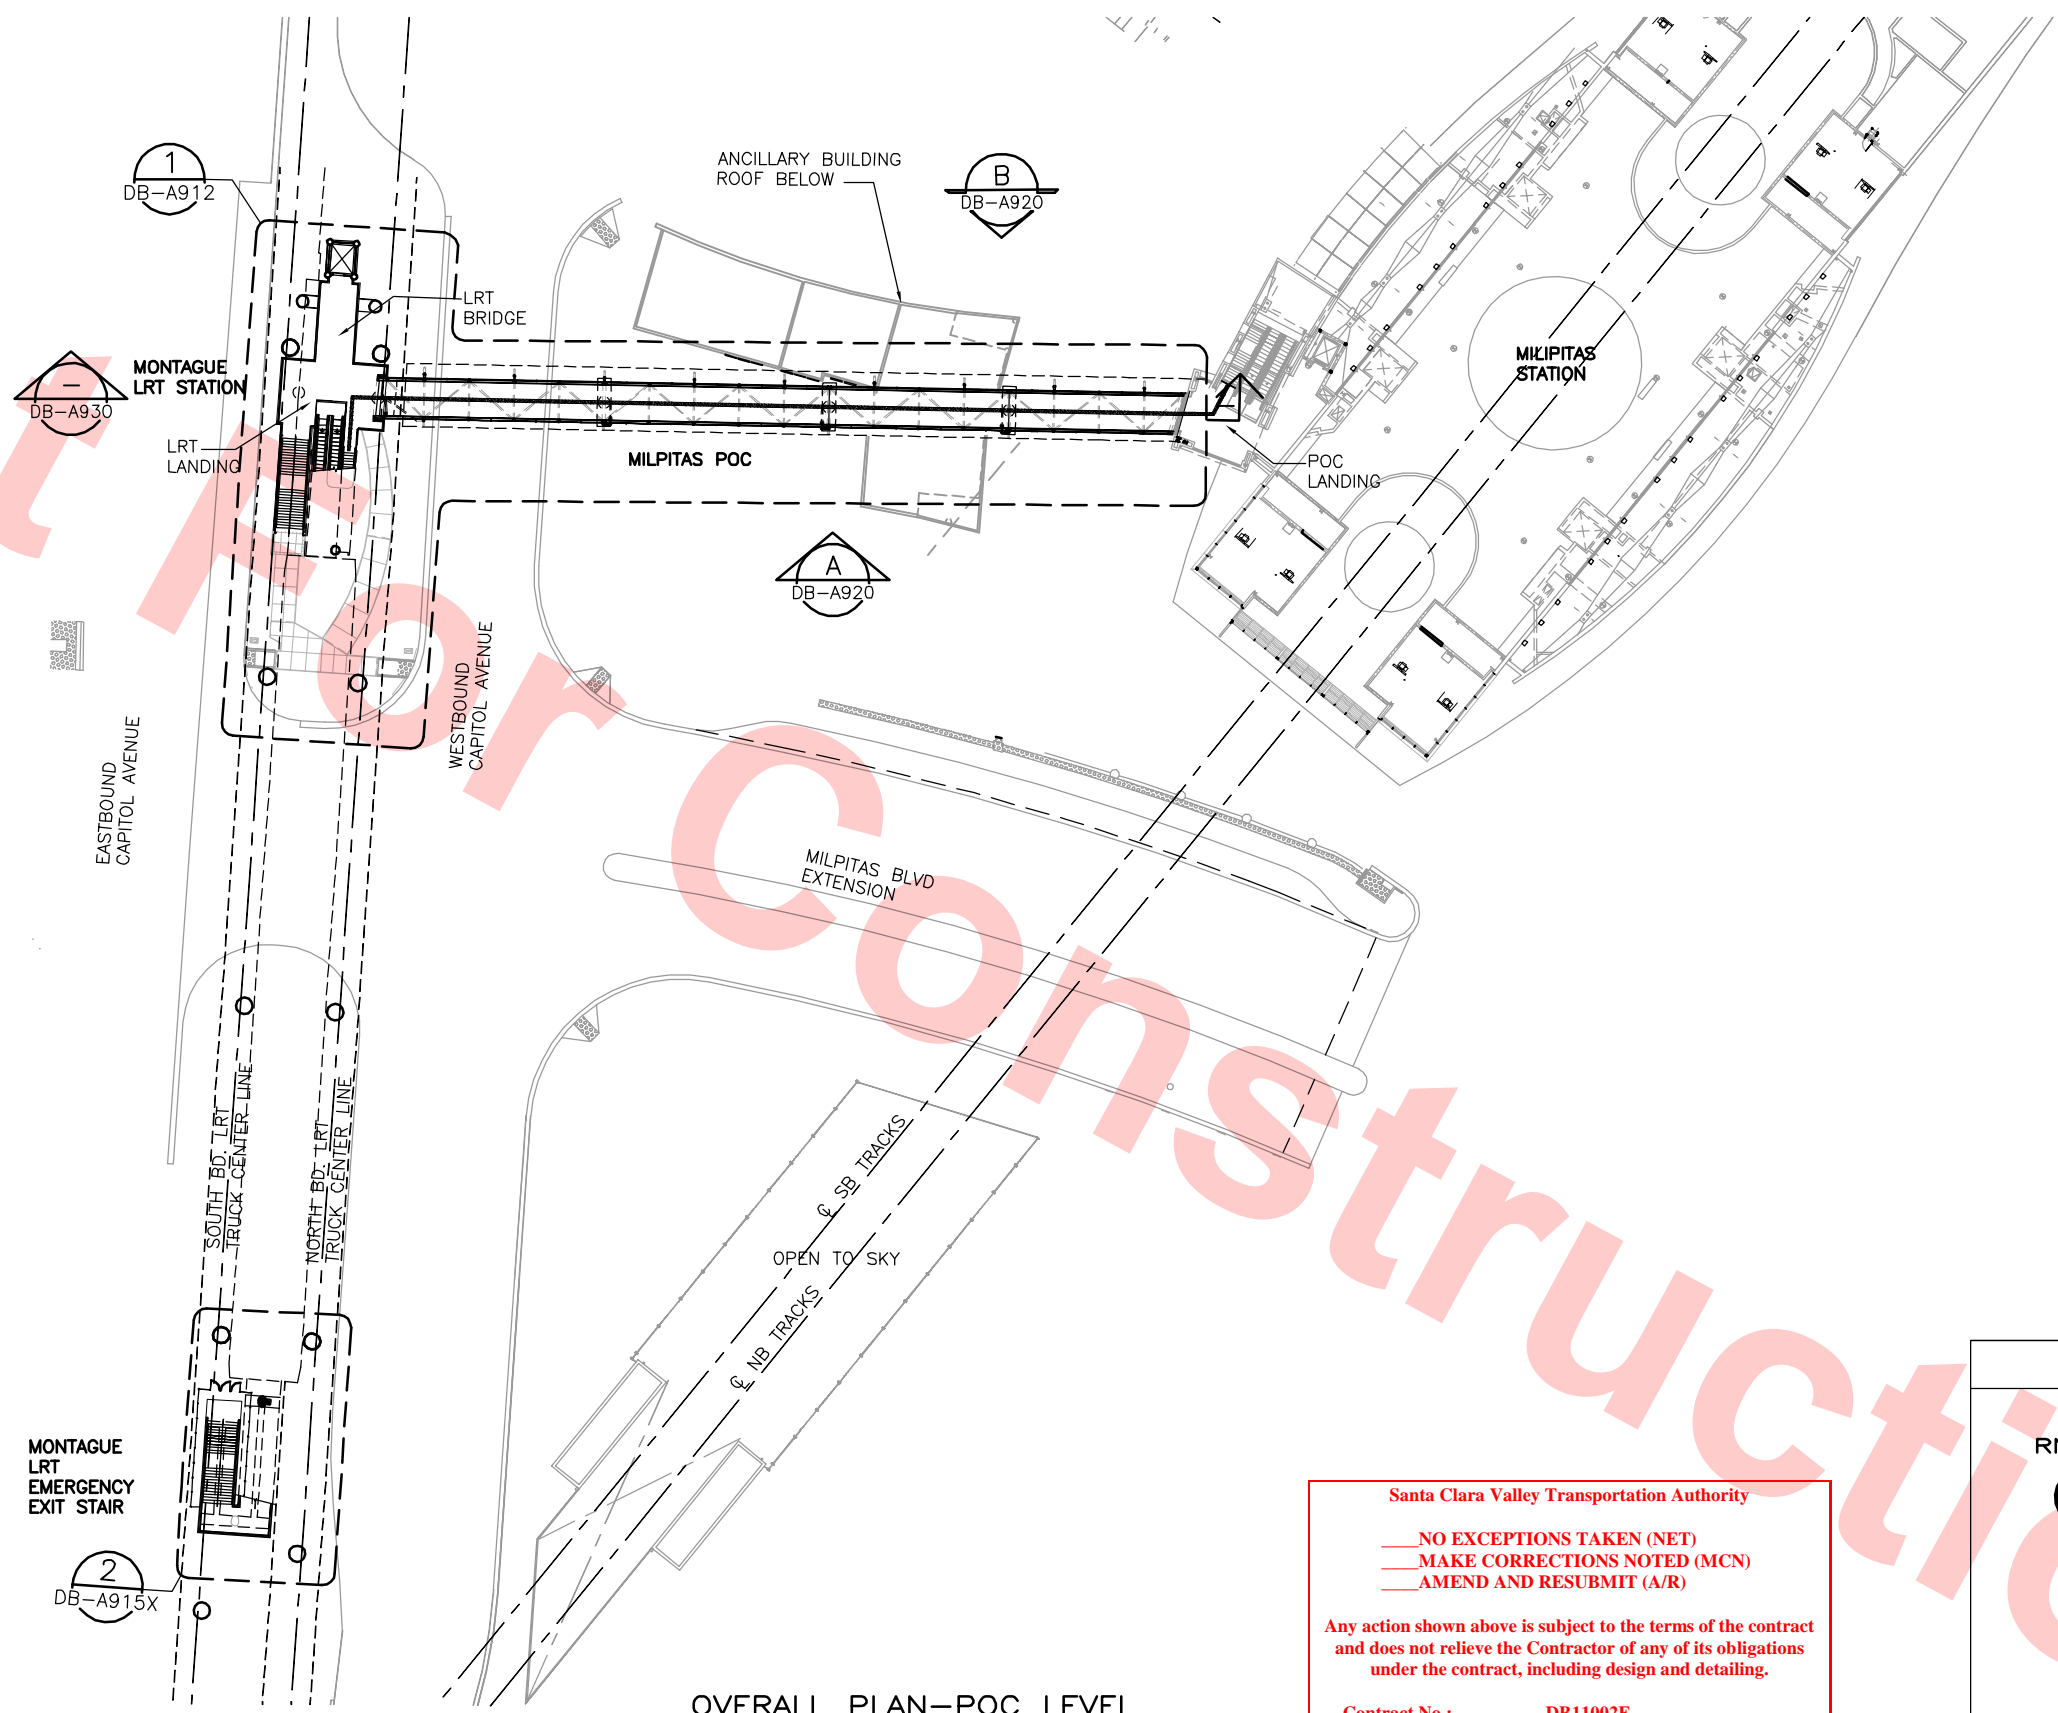 1
DB-A912
ANCILLARY BUILDING
ROOF BELOW
B
DB-A920
LRT
BRIDGE
MONTAGUE
LRT STATION
–
DB-A930
LRT
LANDING
MILPITAS POC
MILIPITAS
STATION
POC
LANDING
A
DB-A920
WESTBOUND
CAPITOL AVENUE
EASTBOUND
CAPITOL AVENUE
MILPITAS BLVD
EXTENSION
SOUTH BD. LRT
TRUCK CENTER LINE
NORTH BD. LRT
TRUCK CENTER LINE
℄ SB TRACKS
OPEN TO SKY
℄ NB TRACKS
MONTAGUE
LRT
EMERGENCY
EXIT STAIR
2
DB-A915X
t For Constructio
Santa Clara Valley Transportation Authority
____NO EXCEPTIONS TAKEN (NET)
____MAKE CORRECTIONS NOTED (MCN)
____AMEND AND RESUBMIT (A/R)
Any action shown above is subject to the terms of the contract
and does not relieve the Contractor of any of its obligations
under the contract, including design and detailing.
Contract No.: DB11002F
OVERALL PLAN-POC LEVEL